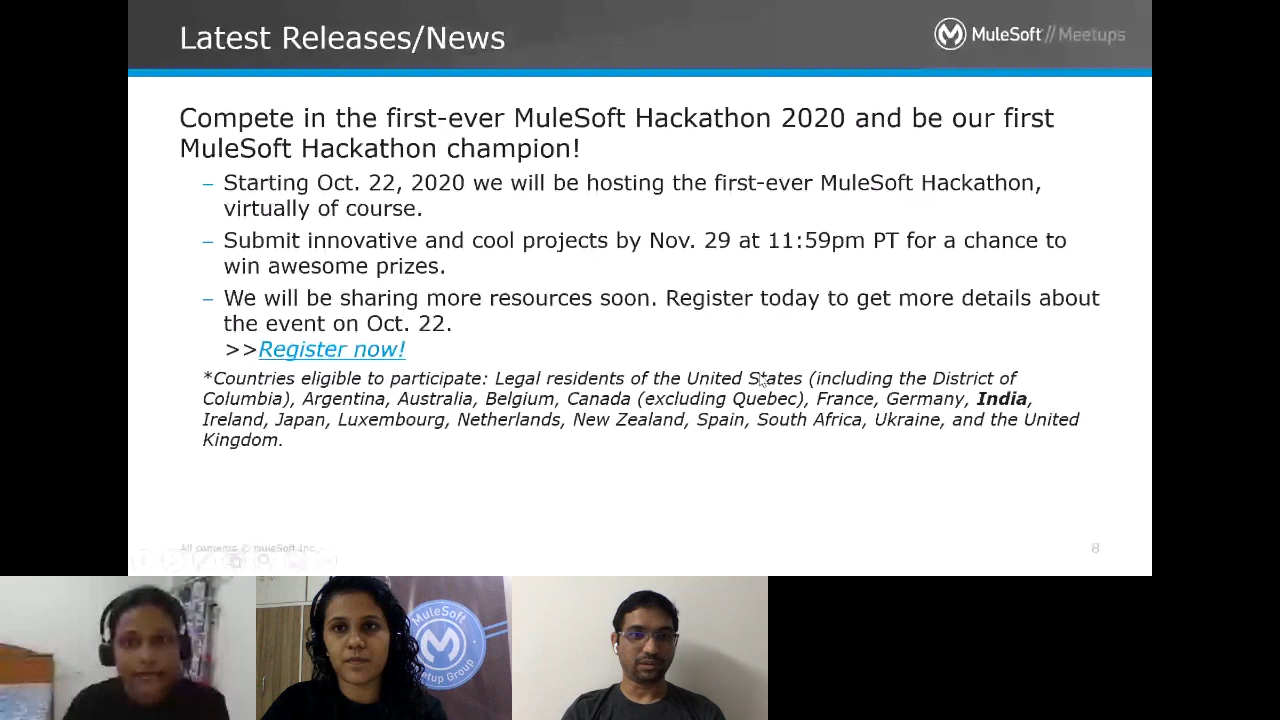 Latest Releases/News
MuleSoft // Meetups
Compete in the first-ever MuleSoft Hackathon 2020 and be our first
MuleSoft Hackathon champion!
– Starting Oct. 22, 2020 we will be hosting the first-ever MuleSoft Hackathon,
virtually of course.
– Submit innovative and cool projects by Nov. 29 at 11:59pm PT for a chance to
win awesome prizes.
– We will be sharing more resources soon. Register today to get more details about
the event on Oct. 22.
>>Register now!
*Countries eligible to participate: Legal residents of the United States (including the District of
Columbia), Argentina, Australia, Belgium, Canada (excluding Quebec), France, Germany, India,
Ireland, Japan, Luxembourg, Netherlands, New Zealand, Spain, South Africa, Ukraine, and the United
Kingdom.
All contents © MuleSoft Inc.
8
MuleSoft
Meetup Group